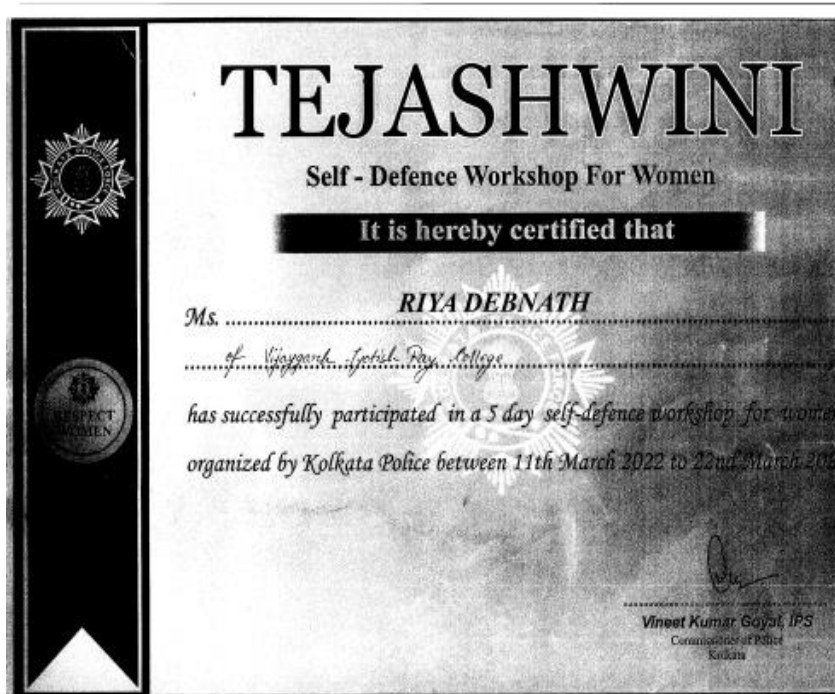 TEJASHWINI
Self - Defence Workshop For Women
It is hereby certified that
Ms. RIYA DEBNATH
of Vijaygarh Jyotish Ray College
has successfully participated in a 5 day self-defence workshop for
organized by Kolkata Police between 11th March 2022 to 22nd March
RESPECT
WOMEN
Vineet Kumar Goyal, IPS
Commissioner of Police
Kolkata